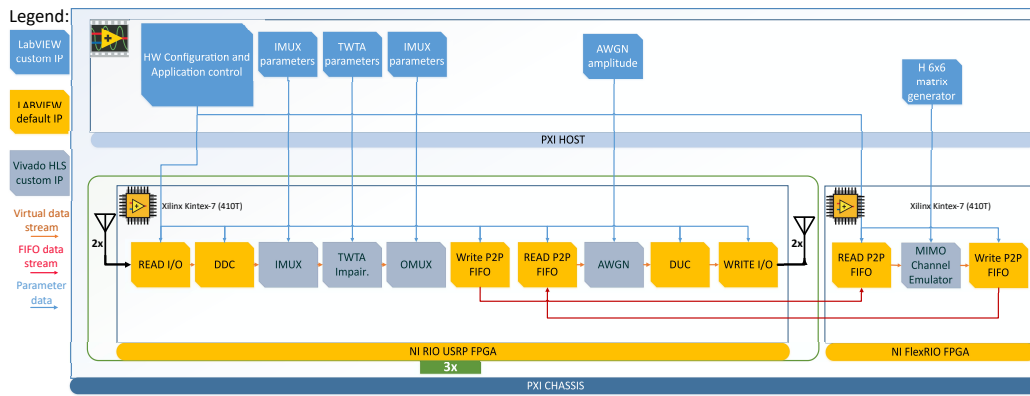 Legend:
LabVIEW
custom IP
LABVIEW
default IP
Vivado HLS
custom IP
Virtual data
stream
FIFO data
stream
Parameter
data
HW Configuration and
Application control
IMUX
parameters
TWTA
parameters
IMUX
parameters
AWGN
amplitude
H 6x6
matrix
generator
PXI HOST
Xilinx Kintex-7 (410T)
Xilinx Kintex-7 (410T)
2x
READ I/O
DDC
IMUX
TWTA
Impair.
OMUX
Write P2P
FIFO
READ P2P
FIFO
AWGN
DUC
WRITE I/O
2x
READ P2P
FIFO
MIMO
Channel
Emulator
Write P2P
FIFO
NI RIO USRP FPGA
NI FlexRIO FPGA
3x
PXI CHASSIS